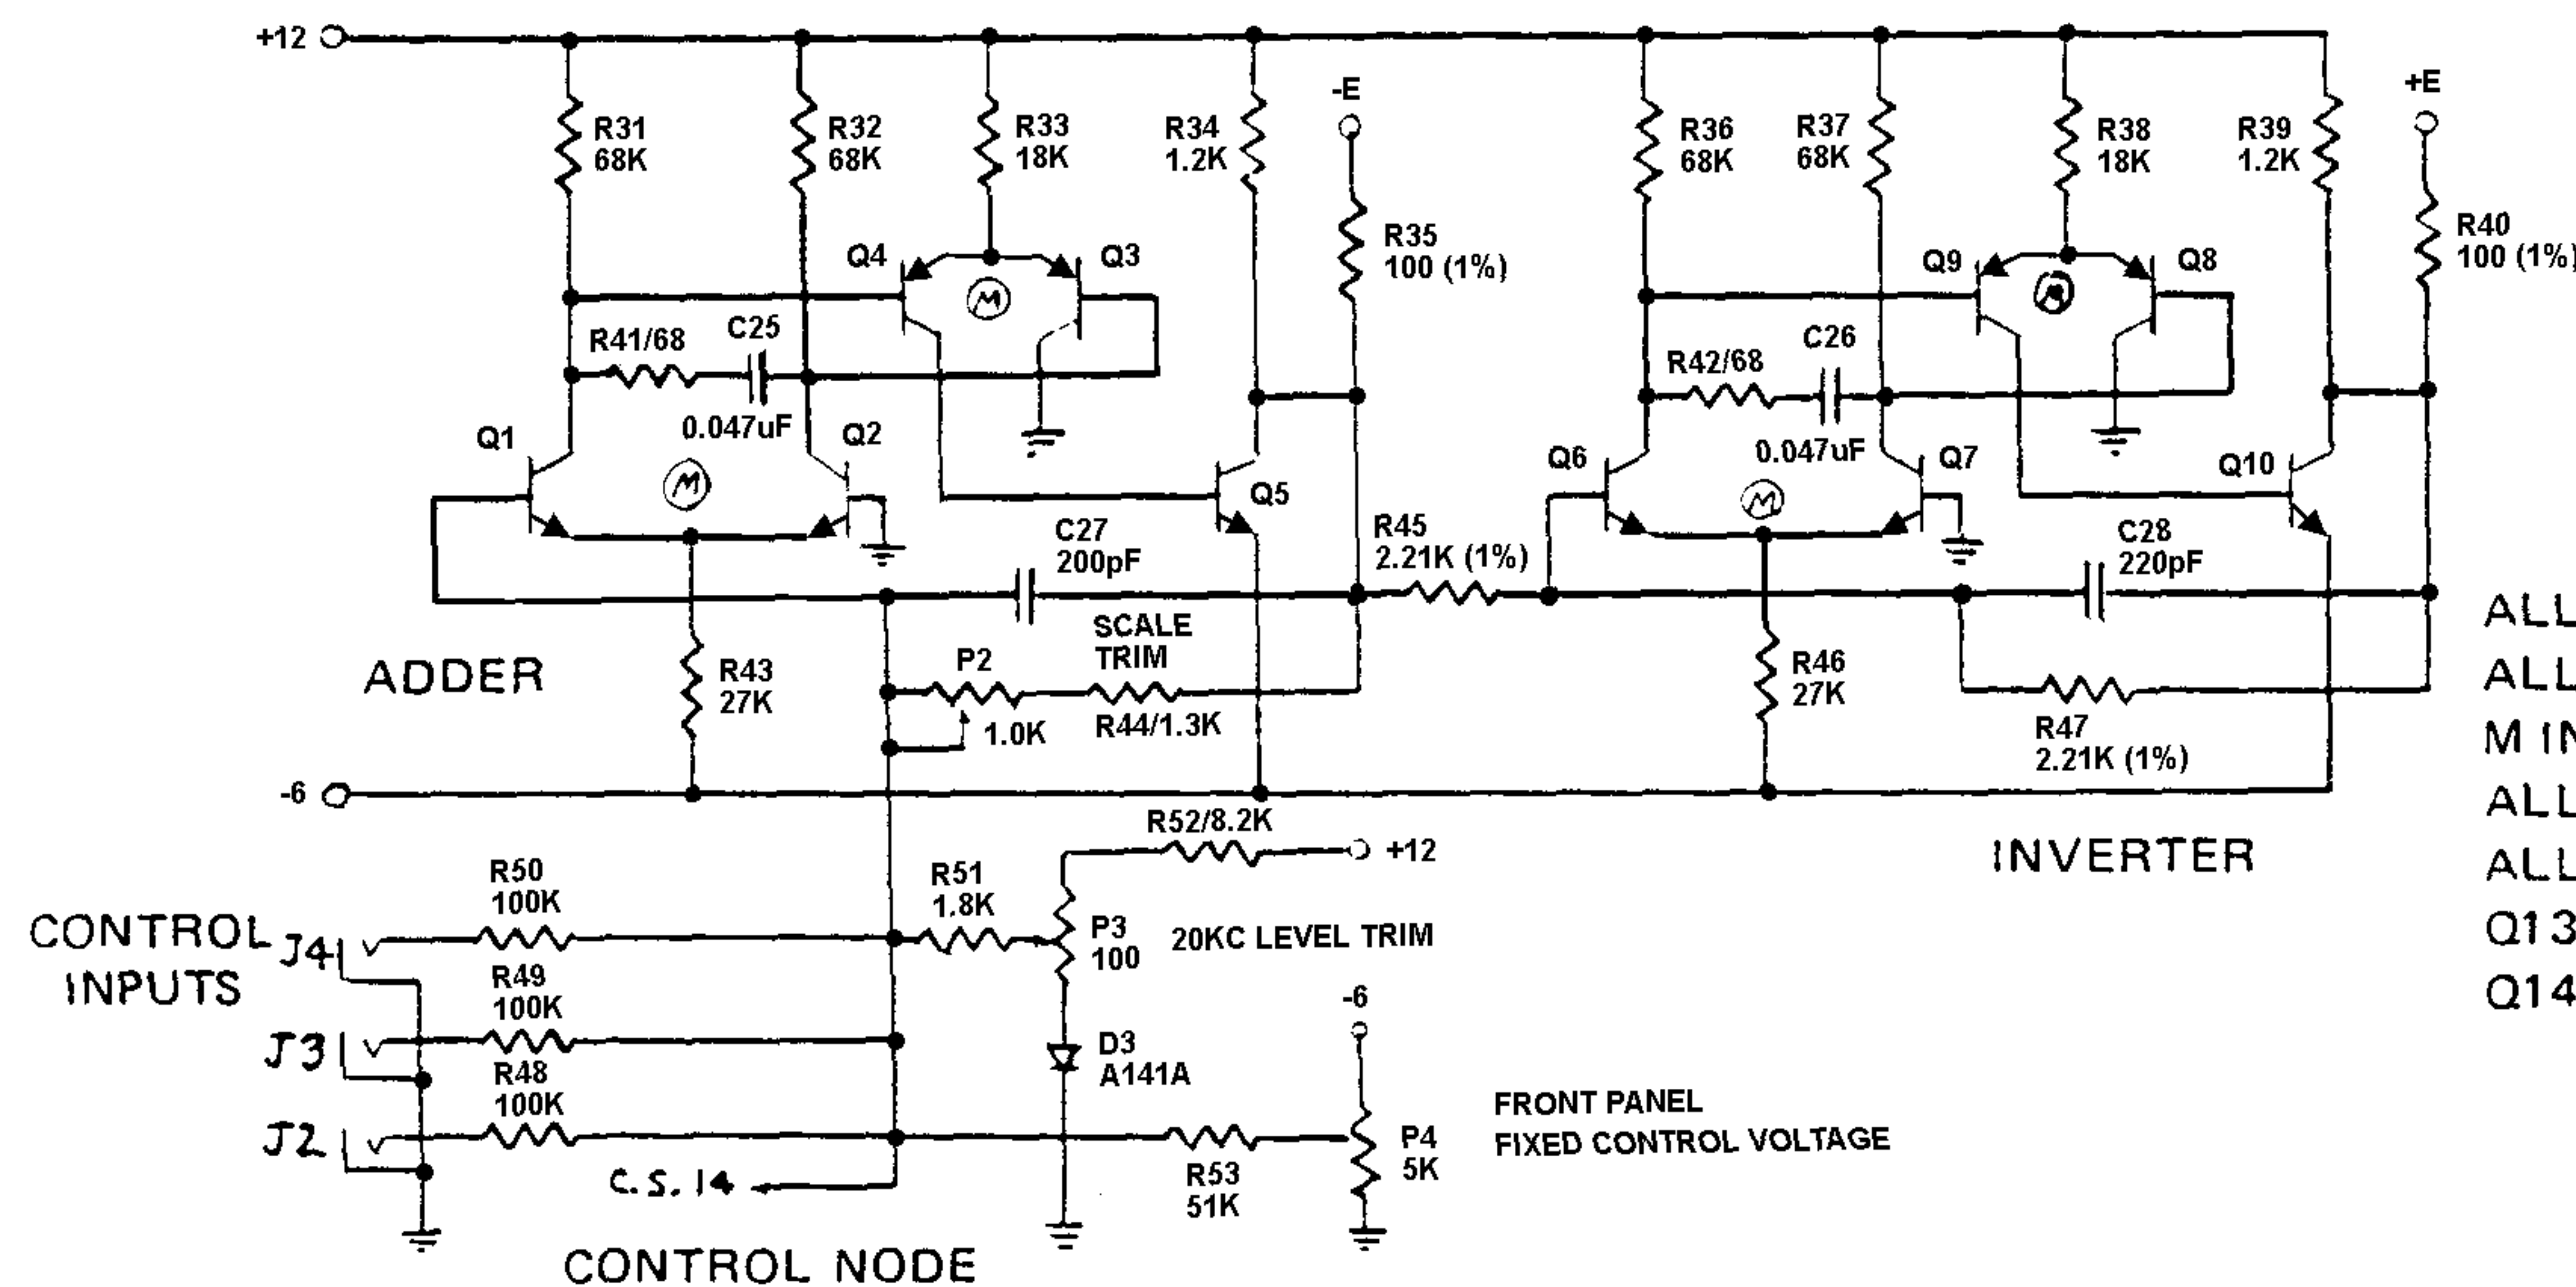 +12
-E
+E
R31
68K
R32
68K
R33
18K
R34
1.2K
R35
100 (1%)
R36
68K
R37
68K
R38
18K
R39
1.2K
R40
100 (1%)
Q4
Q3
M
Q9
Q8
M
R41/68
C25
0.047uF
R42/68
C26
0.047uF
Q1
Q2
M
Q5
Q6
Q7
M
Q10
C27
200pF
R45
2.21K (1%)
C28
220pF
ADDER
R43
27K
SCALE
TRIM
P2
1.0K
R44/1.3K
R46
27K
R47
2.21K (1%)
-6
INVERTER
ALL
ALL
M IN
ALL
ALL
Q13
Q14
R52/8.2K
+12
CONTROL
INPUTS
J4
R50
100K
R51
1.8K
P3
100
20KC LEVEL TRIM
J3
R49
100K
D3
A141A
-6
J2
R48
100K
R53
51K
P4
5K
FRONT PANEL
FIXED CONTROL VOLTAGE
C.S. 14
CONTROL NODE